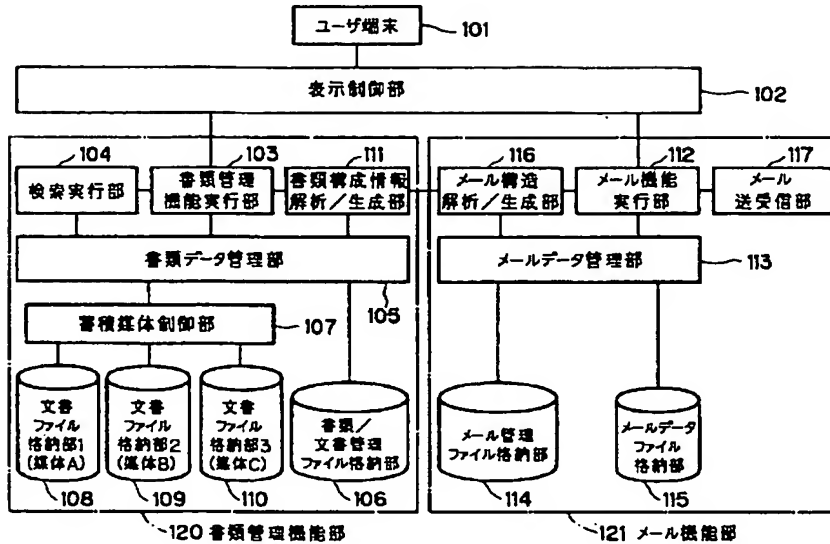 ユーザ端末
101
表示制御部
102
104
103
111
116
112
117
検索実行部
書類管理
機能実行部
書類構成情報
解析/生成部
メール構造
解析/生成部
メール機能
実行部
メール
送受信部
書類データ管理部
105
メールデータ管理部
113
蓄積媒体制御部
107
文書
ファイル
格納部1
(媒体A)
文書
ファイル
格納部2
(媒体B)
文書
ファイル
格納部3
(媒体C)
書類/
文書管理
ファイル格納部
メール管理
ファイル格納部
メールデータ
ファイル
格納部
108
109
110
106
114
115
120 書類管理機能部
121 メール機能部